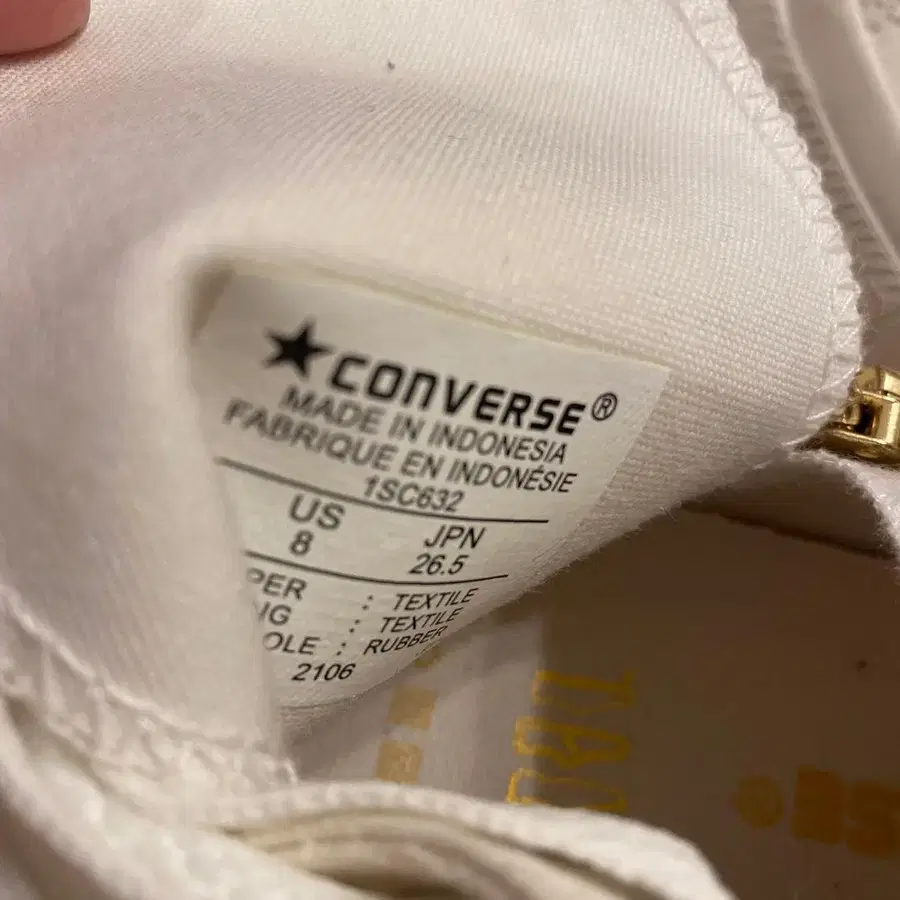 ★CONVERSE®
MADE IN INDONESIA
FABRIQUE EN INDONÉSIE
1SC632
US JPN
8 26.5
PER : TEXTILE
NG : TEXTILE
OLE : RUBBER
2106